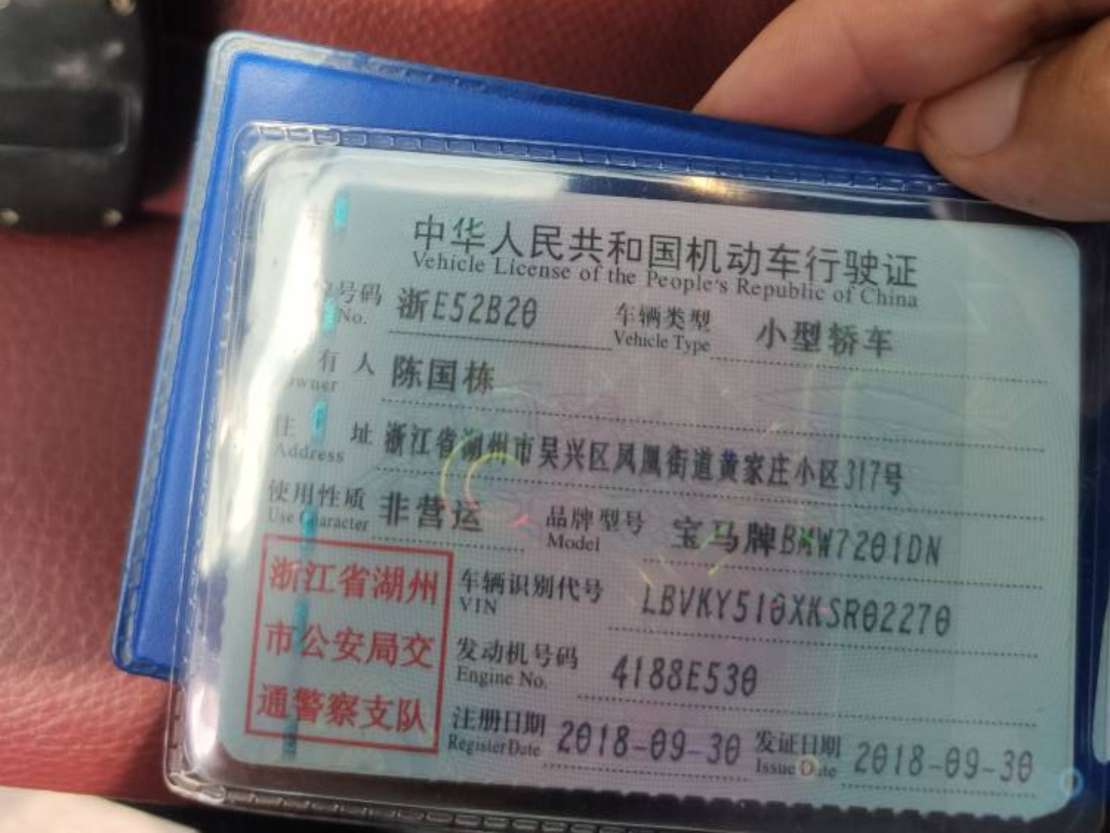 中华人民共和国机动车行驶证
Vehicle License of the People's Republic of China
号码 浙E52B20 车辆类型 小型轿车
No. Vehicle Type
有人 陈国栋
Owner
住址 浙江省湖州市吴兴区凤凰街道黄家庄小区317号
Address
使用性质 非营运 品牌型号 宝马牌BMW7201DN
Use Character Model
浙江省湖州
市公安局交
通警察支队
车辆识别代号 LBVKY510XKSR02270
VIN
发动机号码 4188E530
Engine No.
注册日期 2018-09-30 发证日期 2018-09-30
Register Date Issue Date